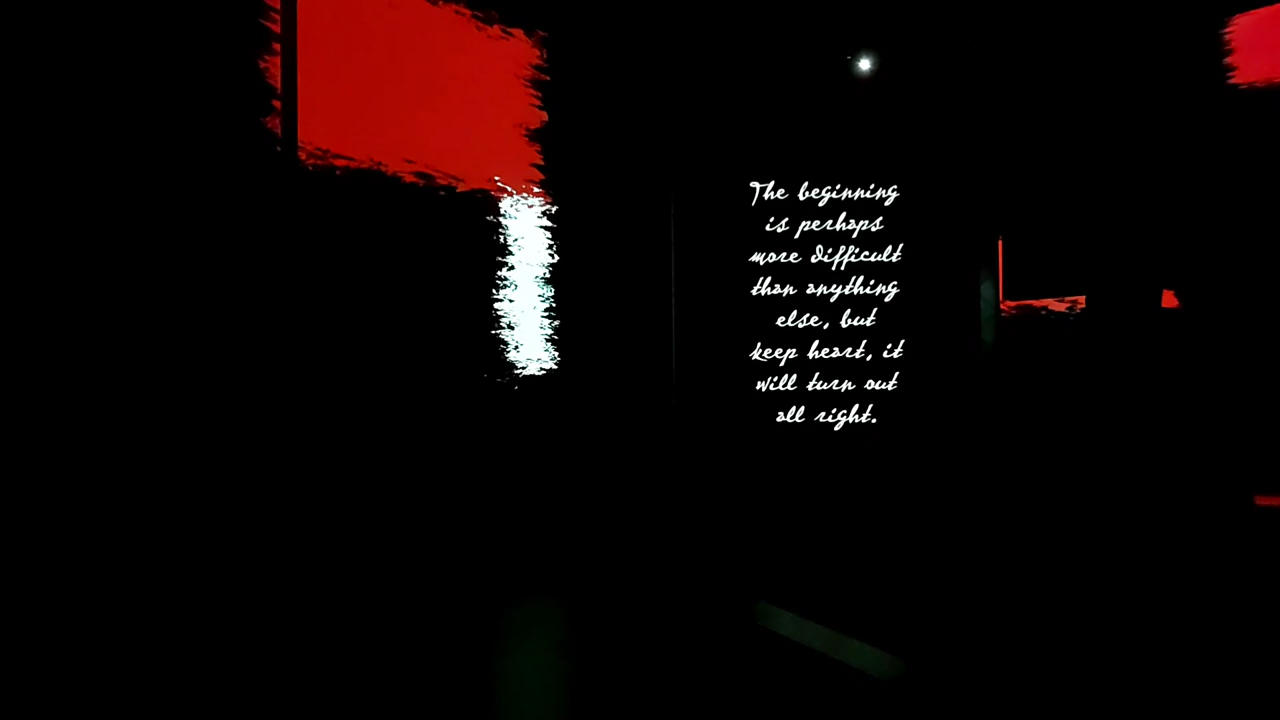 The beginning
is perhaps
more difficult
than anything
else, but
keep heart, it
will turn out
all right.